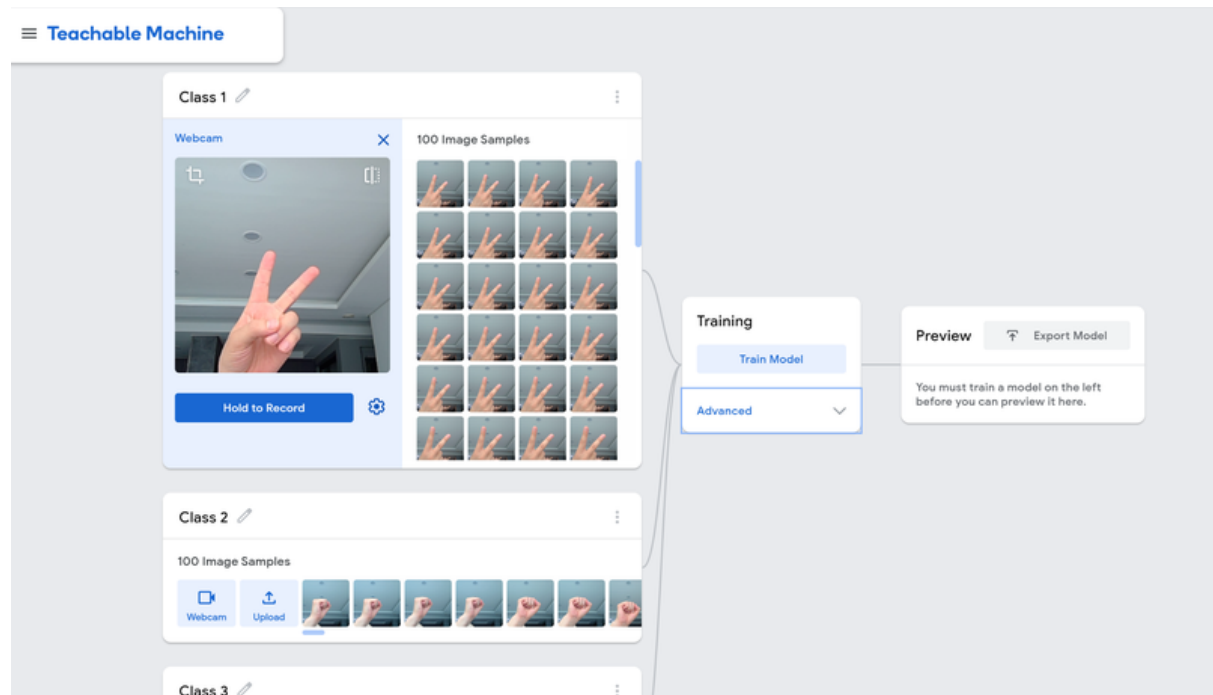 Teachable Machine
Class 1
Webcam
100 Image Samples
Hold to Record
Training
Train Model
Advanced
Preview
Export Model
You must train a model on the left
before you can preview it here.
Class 2
100 Image Samples
Webcam
Upload
Class 3